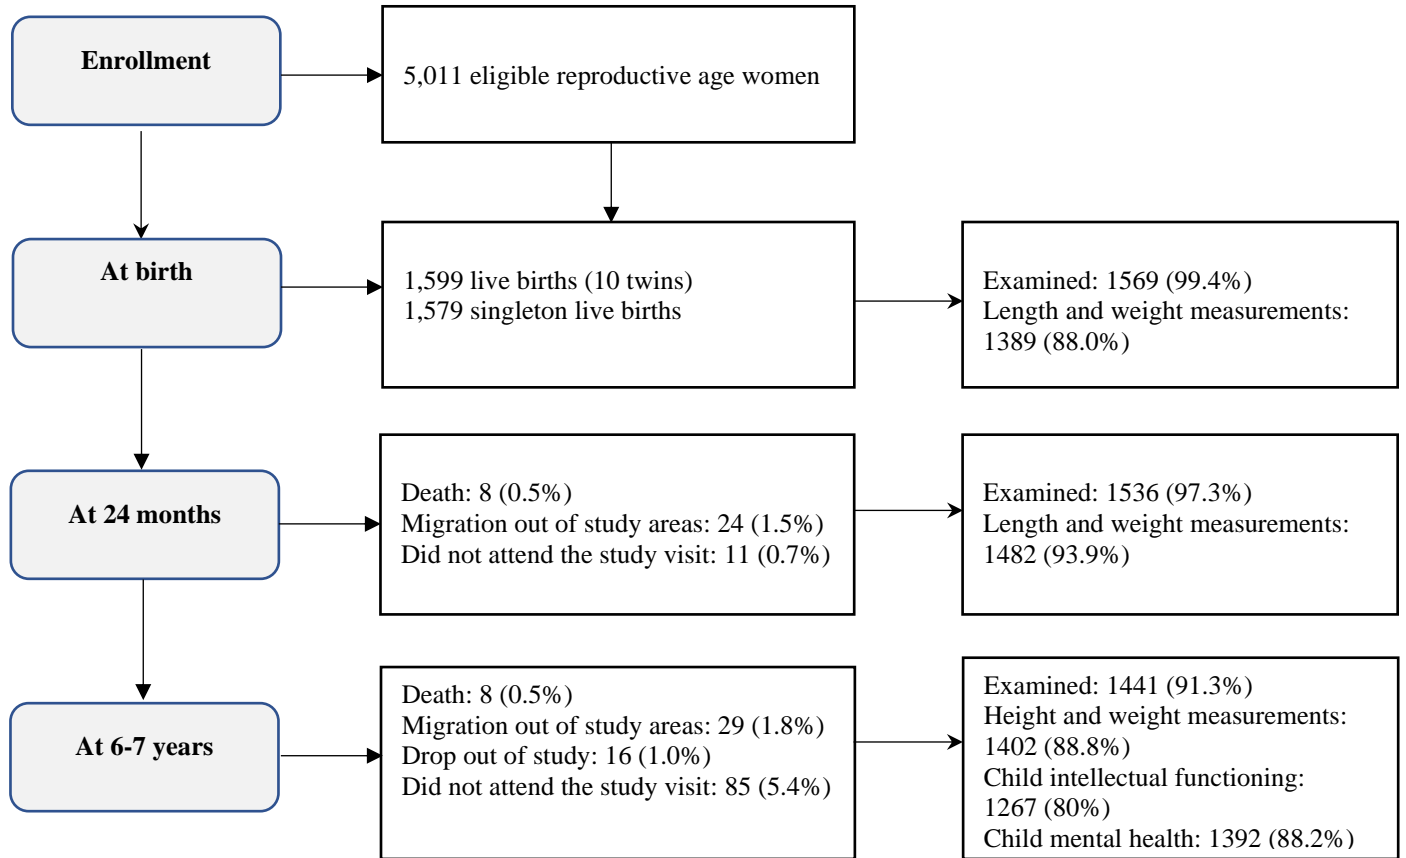 Enrollment
5,011 eligible reproductive age women
At birth
1,599 live births (10 twins)
1,579 singleton live births
Examined: 1569 (99.4%)
Length and weight measurements:
1389 (88.0%)
At 24 months
Death: 8 (0.5%)
Migration out of study areas: 24 (1.5%)
Did not attend the study visit: 11 (0.7%)
Examined: 1536 (97.3%)
Length and weight measurements:
1482 (93.9%)
At 6-7 years
Death: 8 (0.5%)
Migration out of study areas: 29 (1.8%)
Drop out of study: 16 (1.0%)
Did not attend the study visit: 85 (5.4%)
Examined: 1441 (91.3%)
Height and weight measurements:
1402 (88.8%)
Child intellectual functioning:
1267 (80%)
Child mental health: 1392 (88.2%)